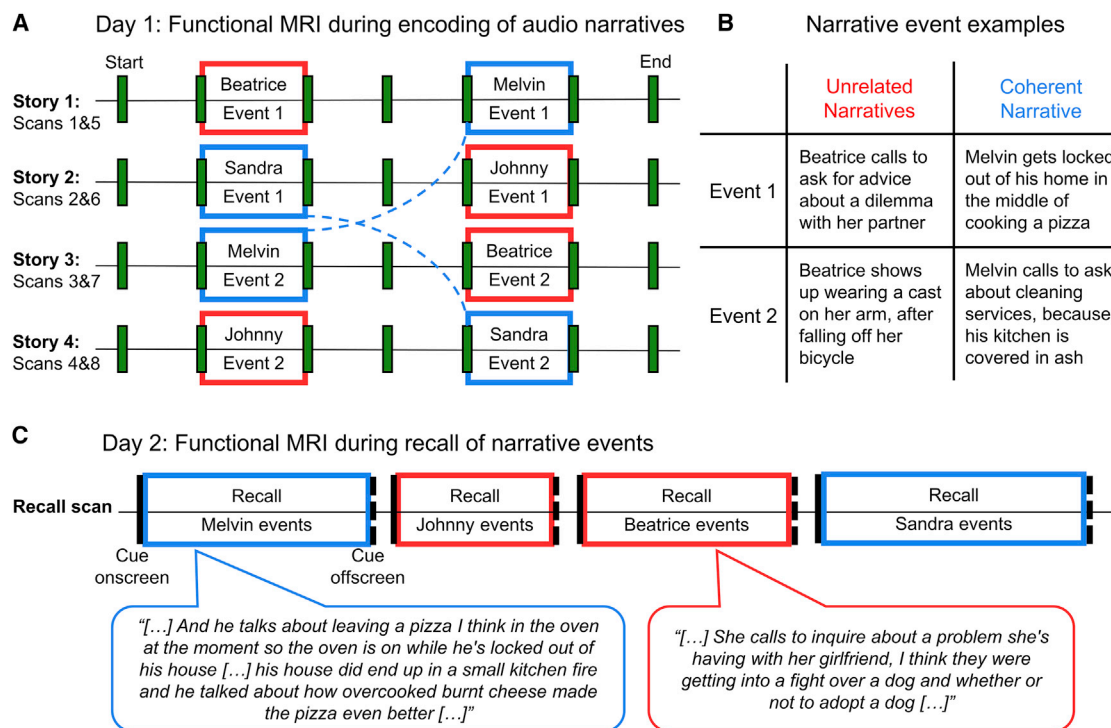 A Day 1: Functional MRI during encoding of audio narratives
Start
End
Story 1:
Scans 1&5
Beatrice
Event 1
Melvin
Event 1
Story 2:
Scans 2&6
Sandra
Event 1
Johnny
Event 1
Story 3:
Scans 3&7
Melvin
Event 2
Beatrice
Event 2
Story 4:
Scans 4&8
Johnny
Event 2
Sandra
Event 2
B Narrative event examples
Unrelated
Narratives
Coherent
Narrative
Event 1
Beatrice calls to
ask for advice
about a dilemma
with her partner
Melvin gets locked
out of his home in
the middle of
cooking a pizza
Event 2
Beatrice shows
up wearing a cast
on her arm, after
falling off her
bicycle
Melvin calls to ask
about cleaning
services, because
his kitchen is
covered in ash
C Day 2: Functional MRI during recall of narrative events
Recall scan
Recall
Melvin events
Recall
Johnny events
Recall
Beatrice events
Recall
Sandra events
Cue
onscreen
Cue
offscreen
“[…] And he talks about leaving a pizza I think in the oven
at the moment so the oven is on while he's locked out of
his house […] his house did end up in a small kitchen fire
and he talked about how overcooked burnt cheese made
the pizza even better […]”
“[…] She calls to inquire about a problem she's
having with her girlfriend, I think they were
getting into a fight over a dog and whether or
not to adopt a dog […]”